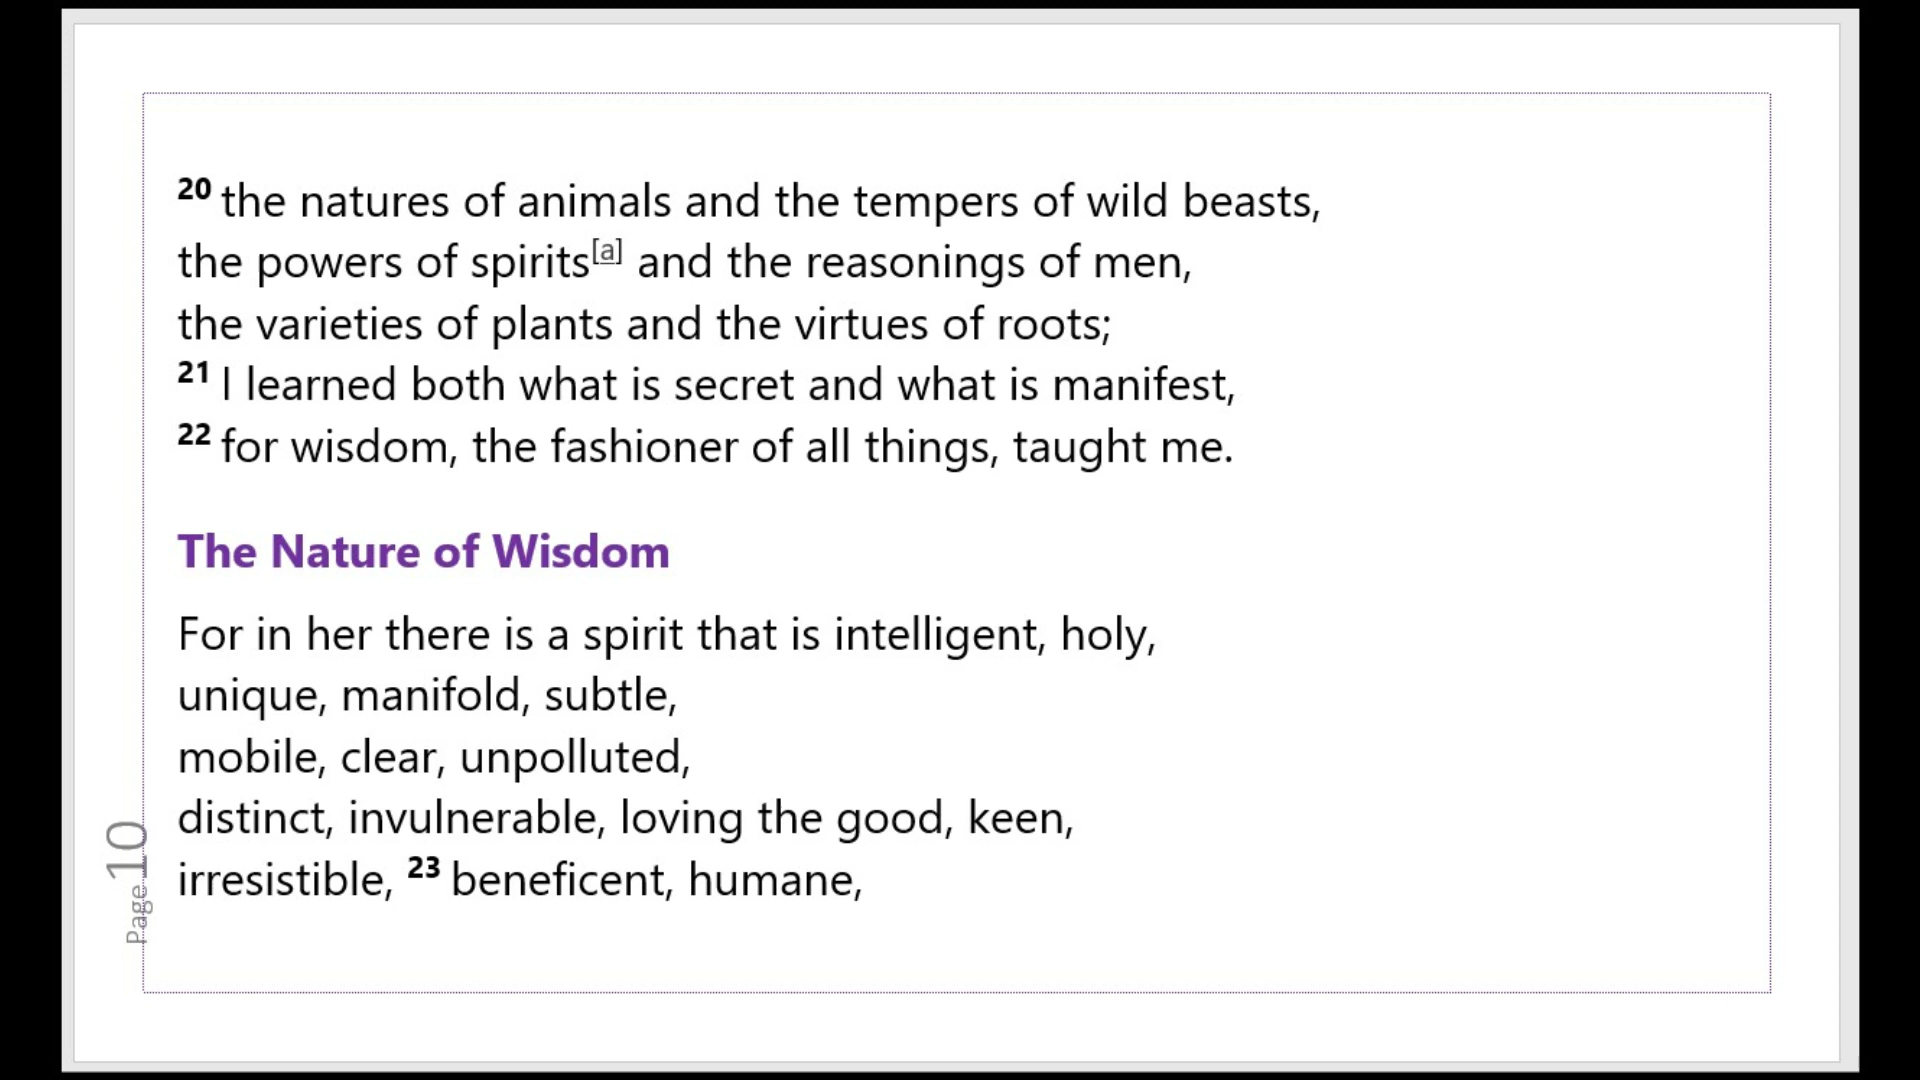 20 the natures of animals and the tempers of wild beasts,
the powers of spirits[a] and the reasonings of men,
the varieties of plants and the virtues of roots;
21 I learned both what is secret and what is manifest,
22 for wisdom, the fashioner of all things, taught me.
The Nature of Wisdom
For in her there is a spirit that is intelligent, holy,
unique, manifold, subtle,
mobile, clear, unpolluted,
distinct, invulnerable, loving the good, keen,
irresistible, 23 beneficent, humane,
Page 10